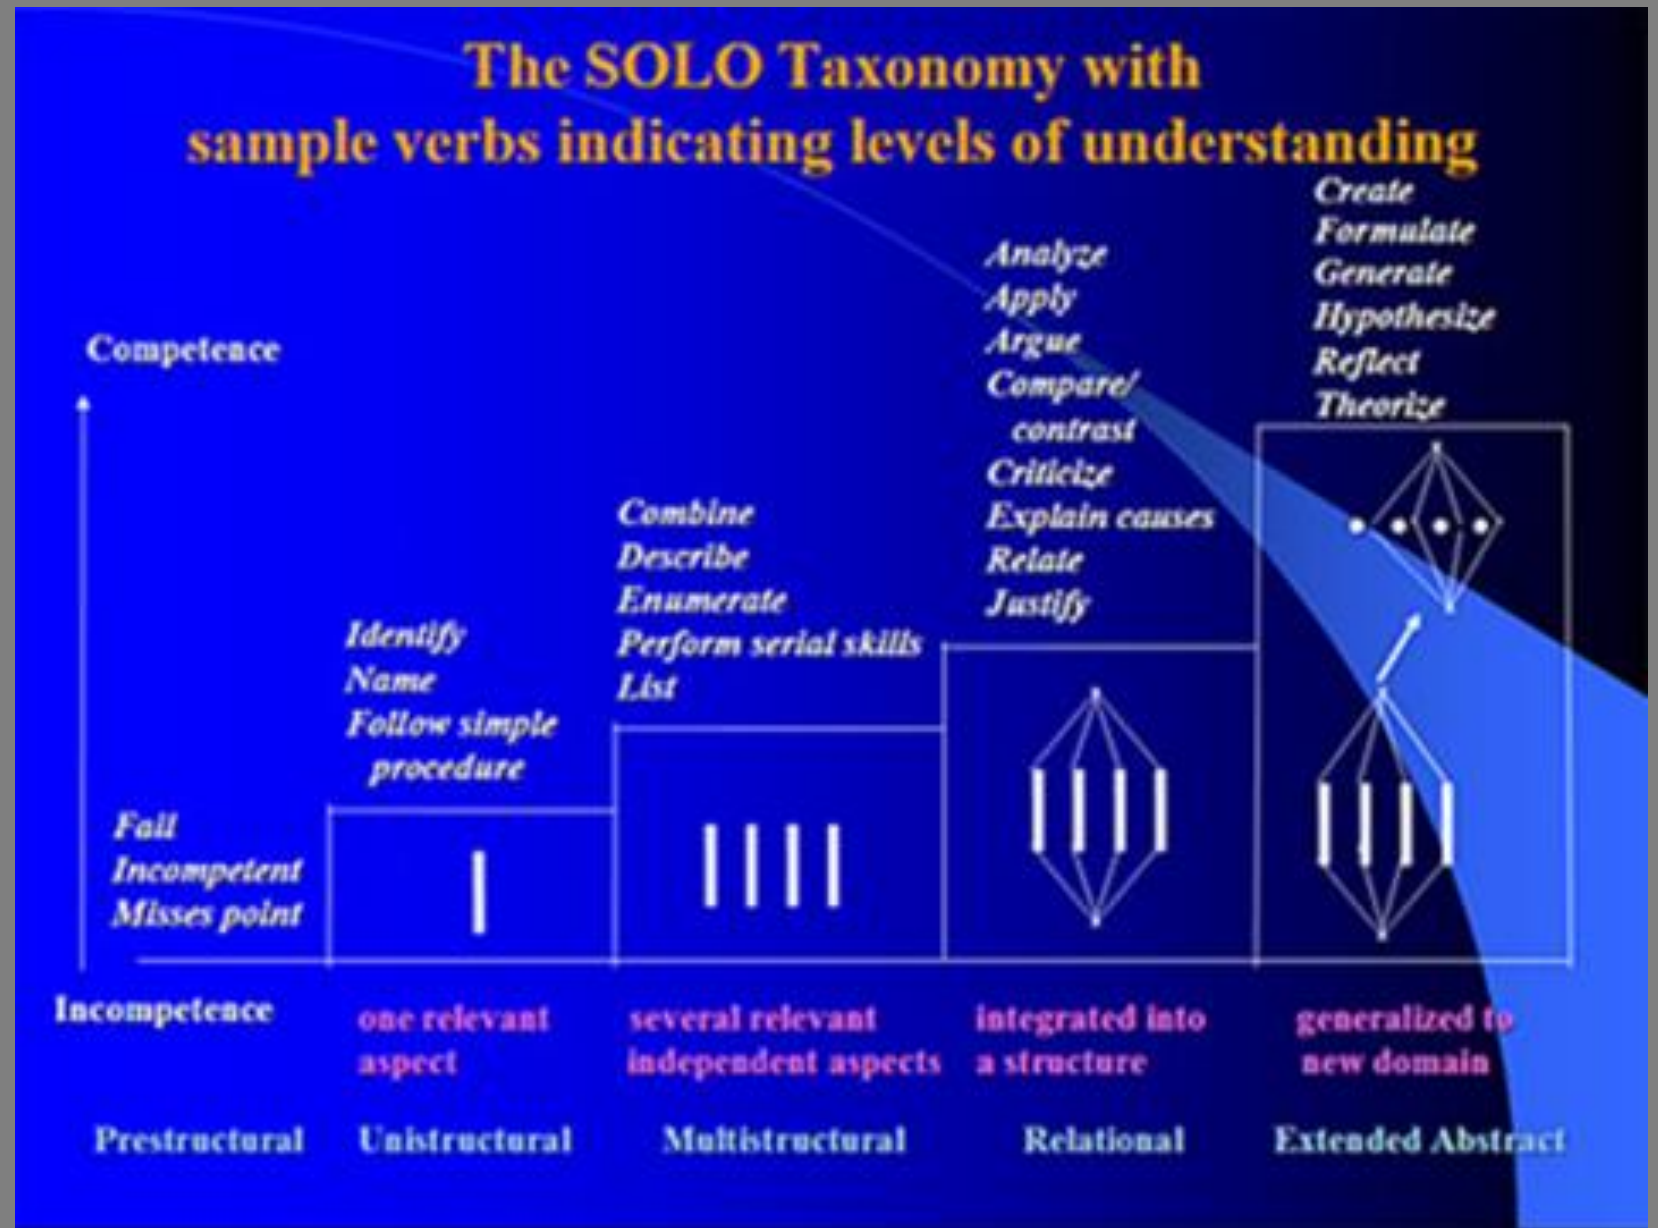 The SOLO Taxonomy with
sample verbs indicating levels of understanding
Competence
Fail
Incompetent
Misses point
Identify
Name
Follow simple
procedure
Combine
Describe
Enumerate
Perform serial skills
List
Analyze
Apply
Argue
Compare/
contrast
Criticize
Explain causes
Relate
Justify
Create
Formulate
Generate
Hypothesize
Reflect
Theorize
Incompetence
one relevant
aspect
several relevant
independent aspects
integrated into
a structure
generalized to
new domain
Prestructural
Unistructural
Multistructural
Relational
Extended Abstract